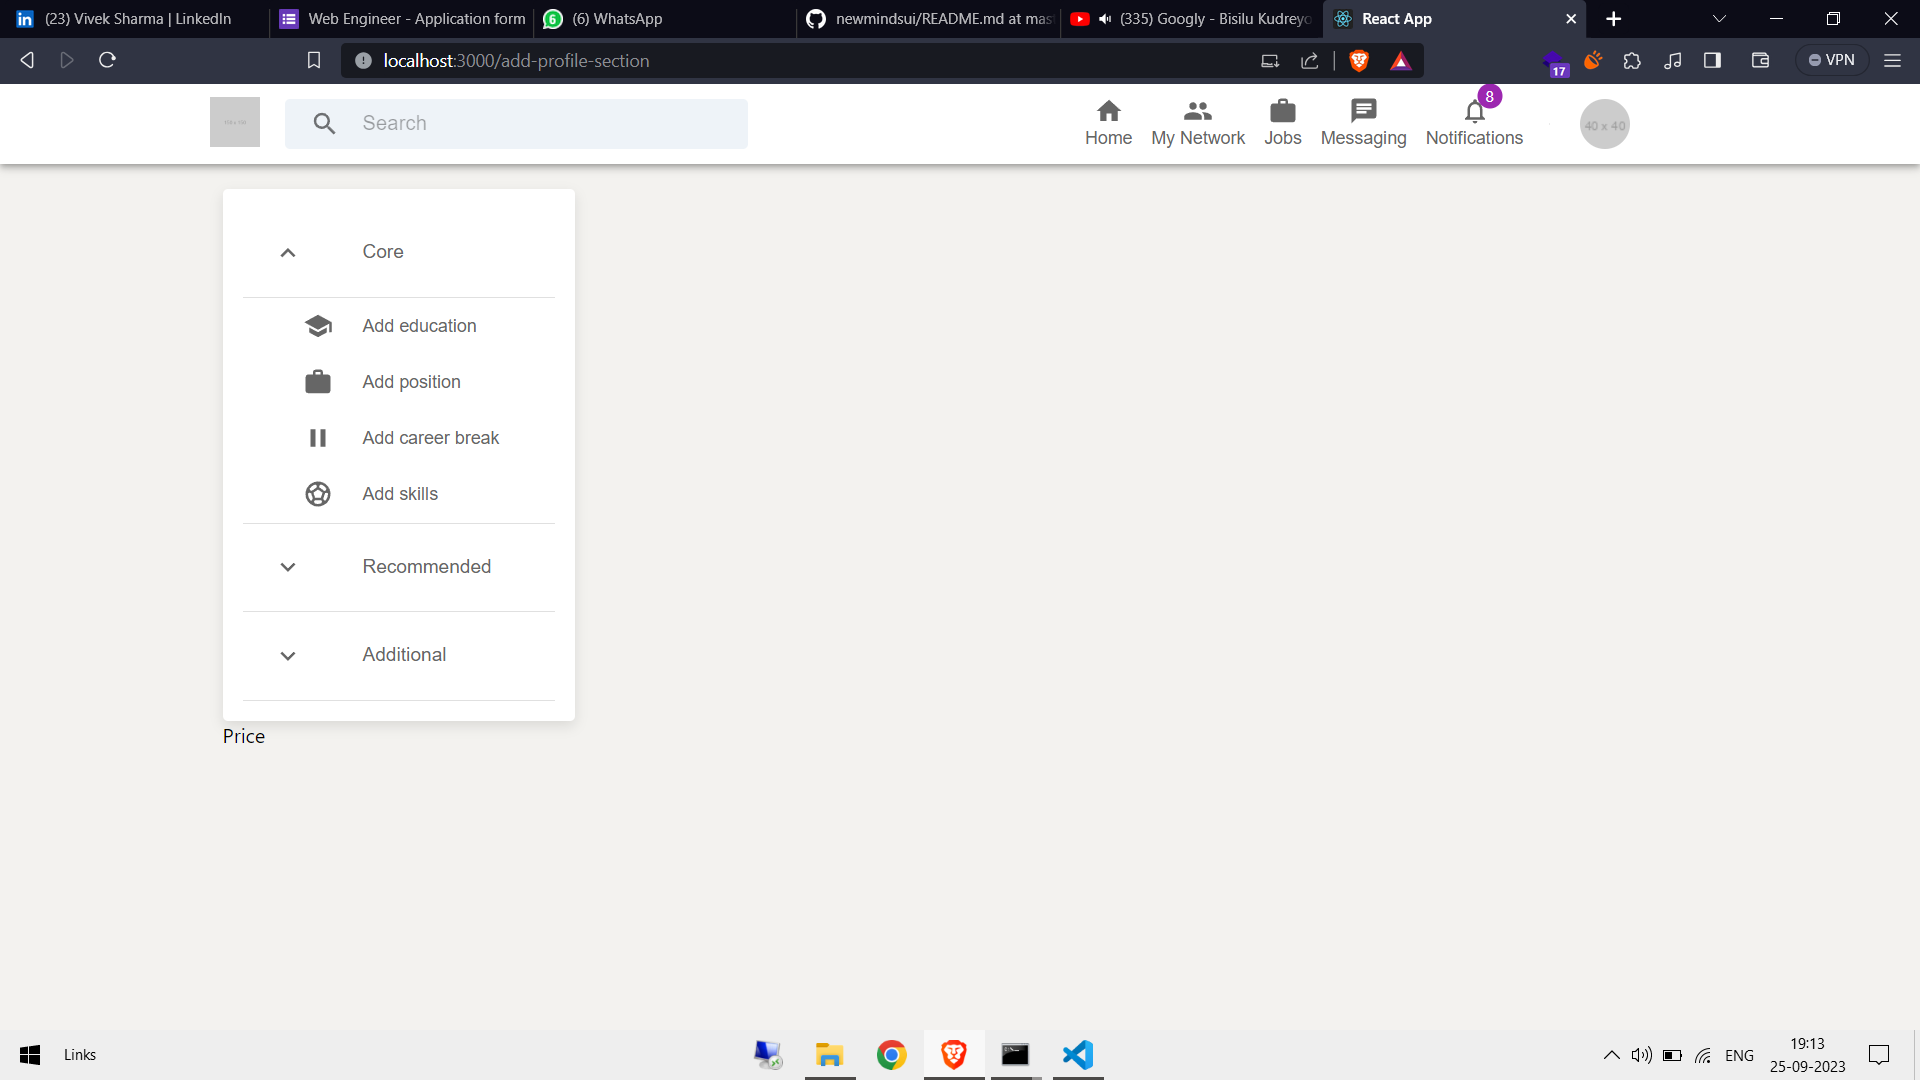 (23) Vivek Sharma | LinkedIn
Web Engineer - Application form
(6) WhatsApp
newmindsui/README.md at mas
(335) Googly - Bisilu Kudreyo
React App
localhost:3000/add-profile-section
17
VPN
Search
Home
My Network
Jobs
Messaging
8
Notifications
40 x 40
Core
Add education
Add position
Add career break
Add skills
Recommended
Additional
Price
Links
ENG
19:13
25-09-2023